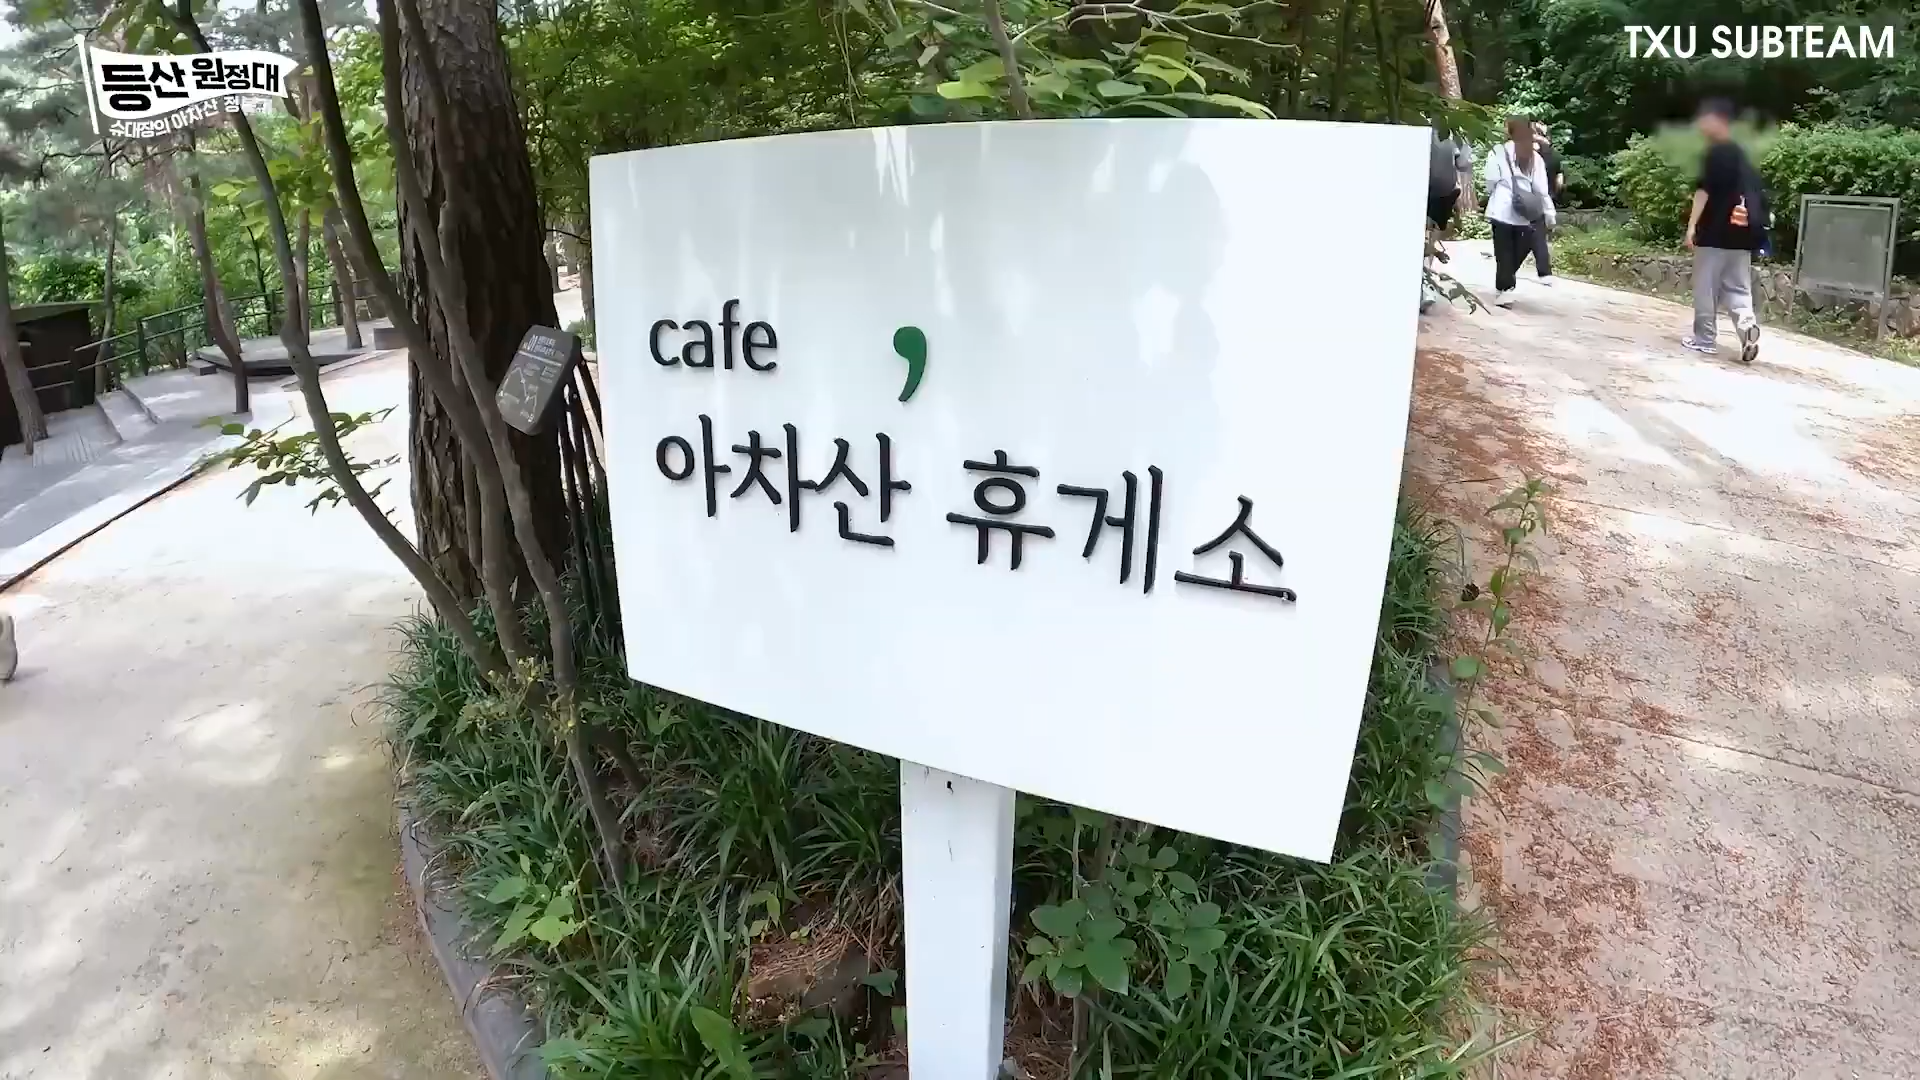 등산 원정대
슈대장의 아차산 정복기
TXU SUBTEAM
cafe ,
아차산 휴게소